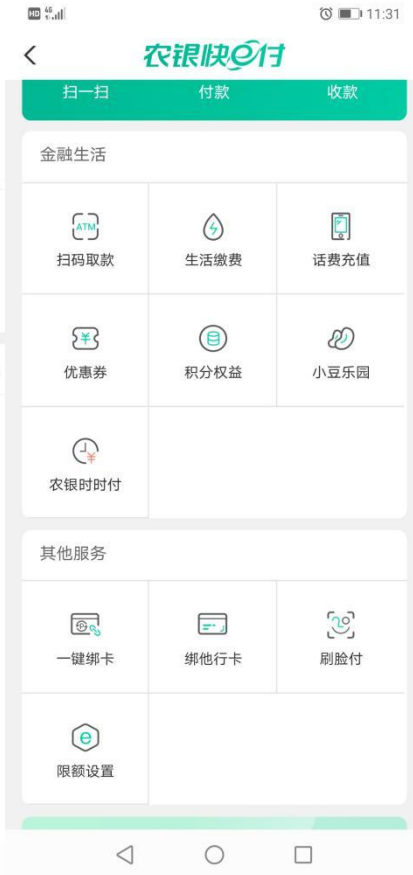 HD 46 11:31
农银快e付
扫一扫 付款 收款
金融生活
ATM
扫码取款 生活缴费 话费充值
¥
优惠券 积分权益 小豆乐园
¥
农银时时付
其他服务
一键绑卡 绑他行卡 刷脸付
e
限额设置